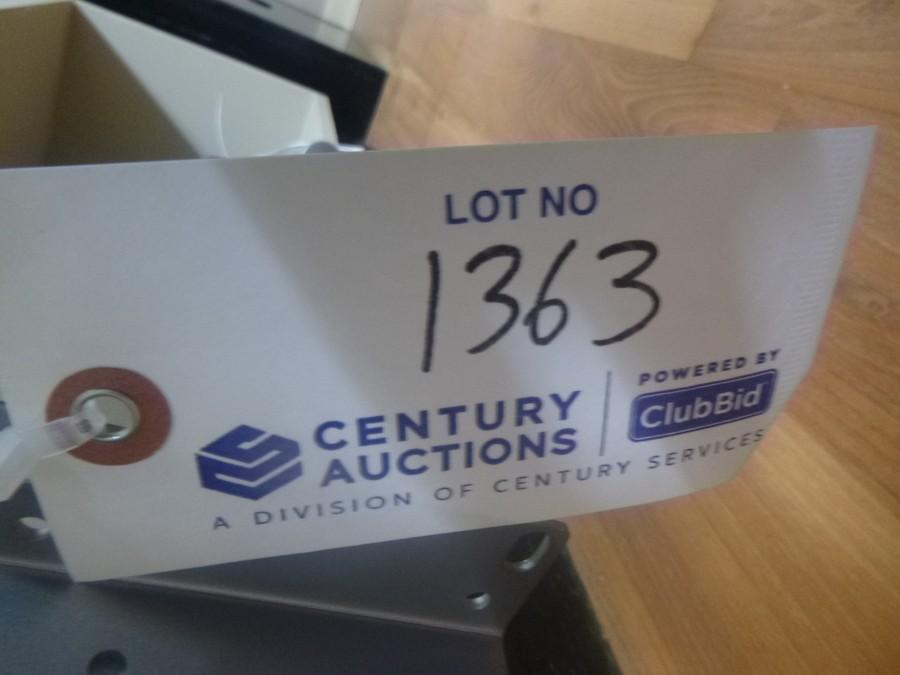 LOT NO
1363
CENTURY
AUCTIONS
POWERED BY
ClubBid
A DIVISION OF CENTURY SERVICES